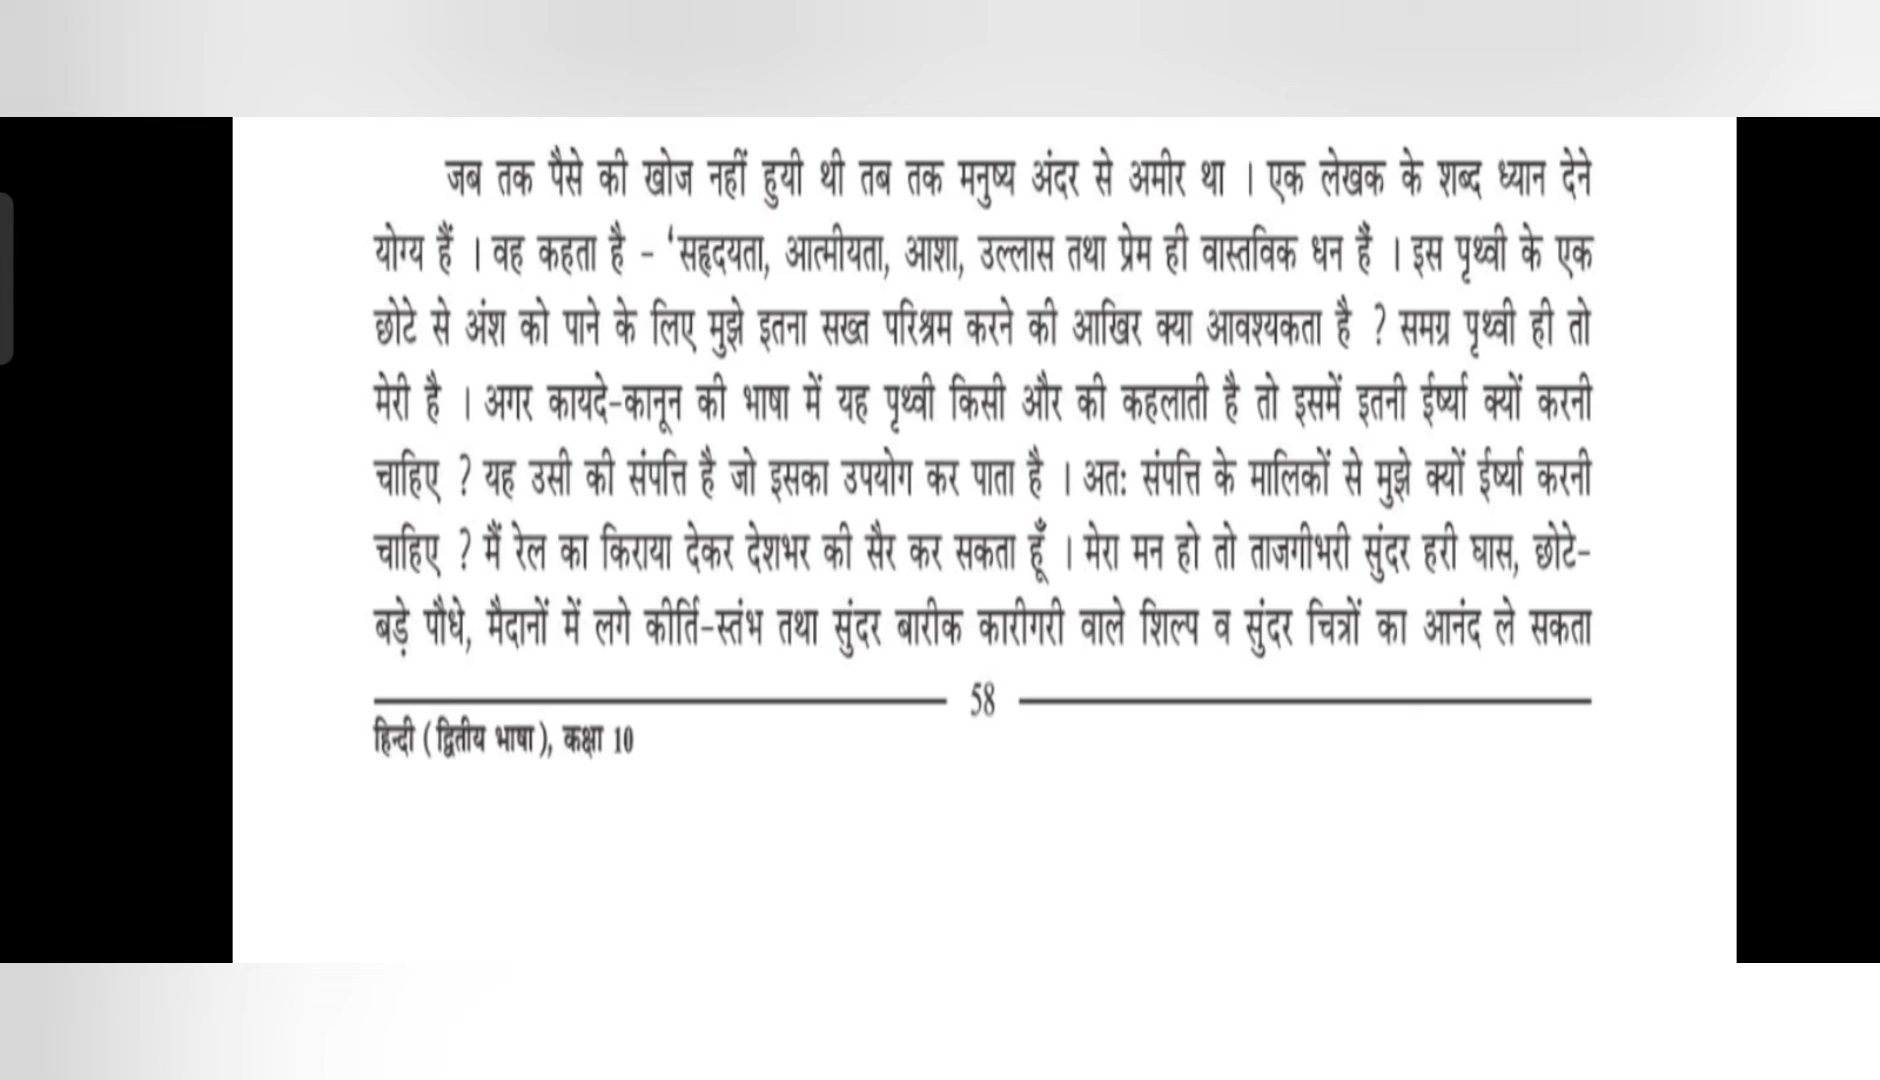 जब तक पैसे की खोज नहीं हुयी थी तब तक मनुष्य अंदर से अमीर था । एक लेखक के शब्द ध्यान देने
योग्य हैं । वह कहता है - 'सहृदयता, आत्मीयता, आशा, उल्लास तथा प्रेम ही वास्तविक धन हैं । इस पृथ्वी के एक
छोटे से अंश को पाने के लिए मुझे इतना सख्त परिश्रम करने की आखिर क्या आवश्यकता है ? समग्र पृथ्वी ही तो
मेरी है । अगर कायदे-कानून की भाषा में यह पृथ्वी किसी और की कहलाती है तो इसमें इतनी ईर्ष्या क्यों करनी
चाहिए ? यह उसी की संपत्ति है जो इसका उपयोग कर पाता है । अतः संपत्ति के मालिकों से मुझे क्यों ईर्ष्या करनी
चाहिए ? मैं रेल का किराया देकर देशभर की सैर कर सकता हूँ । मेरा मन हो तो ताजगीभरी सुंदर हरी घास, छोटे-
बड़े पौधे, मैदानों में लगे कीर्ति-स्तंभ तथा सुंदर बारीक कारीगरी वाले शिल्प व सुंदर चित्रों का आनंद ले सकता
58
हिन्दी (द्वितीय भाषा), कक्षा 10